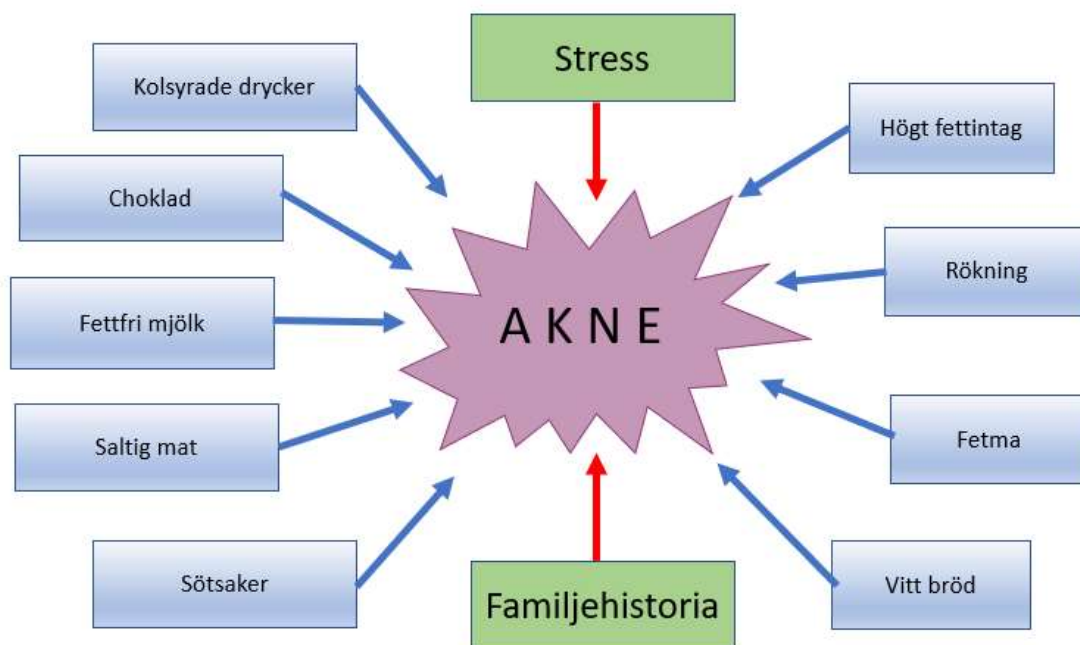 Stress
Kolsyrade drycker
Högt fettintag
Choklad
Rökning
Fettfri mjölk
A K N E
Saltig mat
Fetma
Sötsaker
Familjehistoria
Vitt bröd